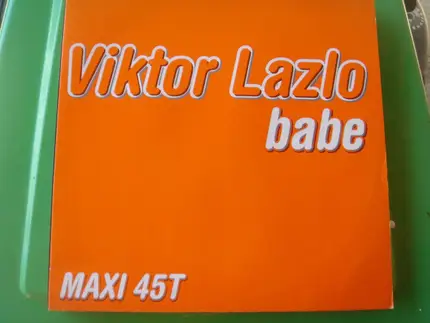 Viktor Lazlo
babe
MAXI 45T